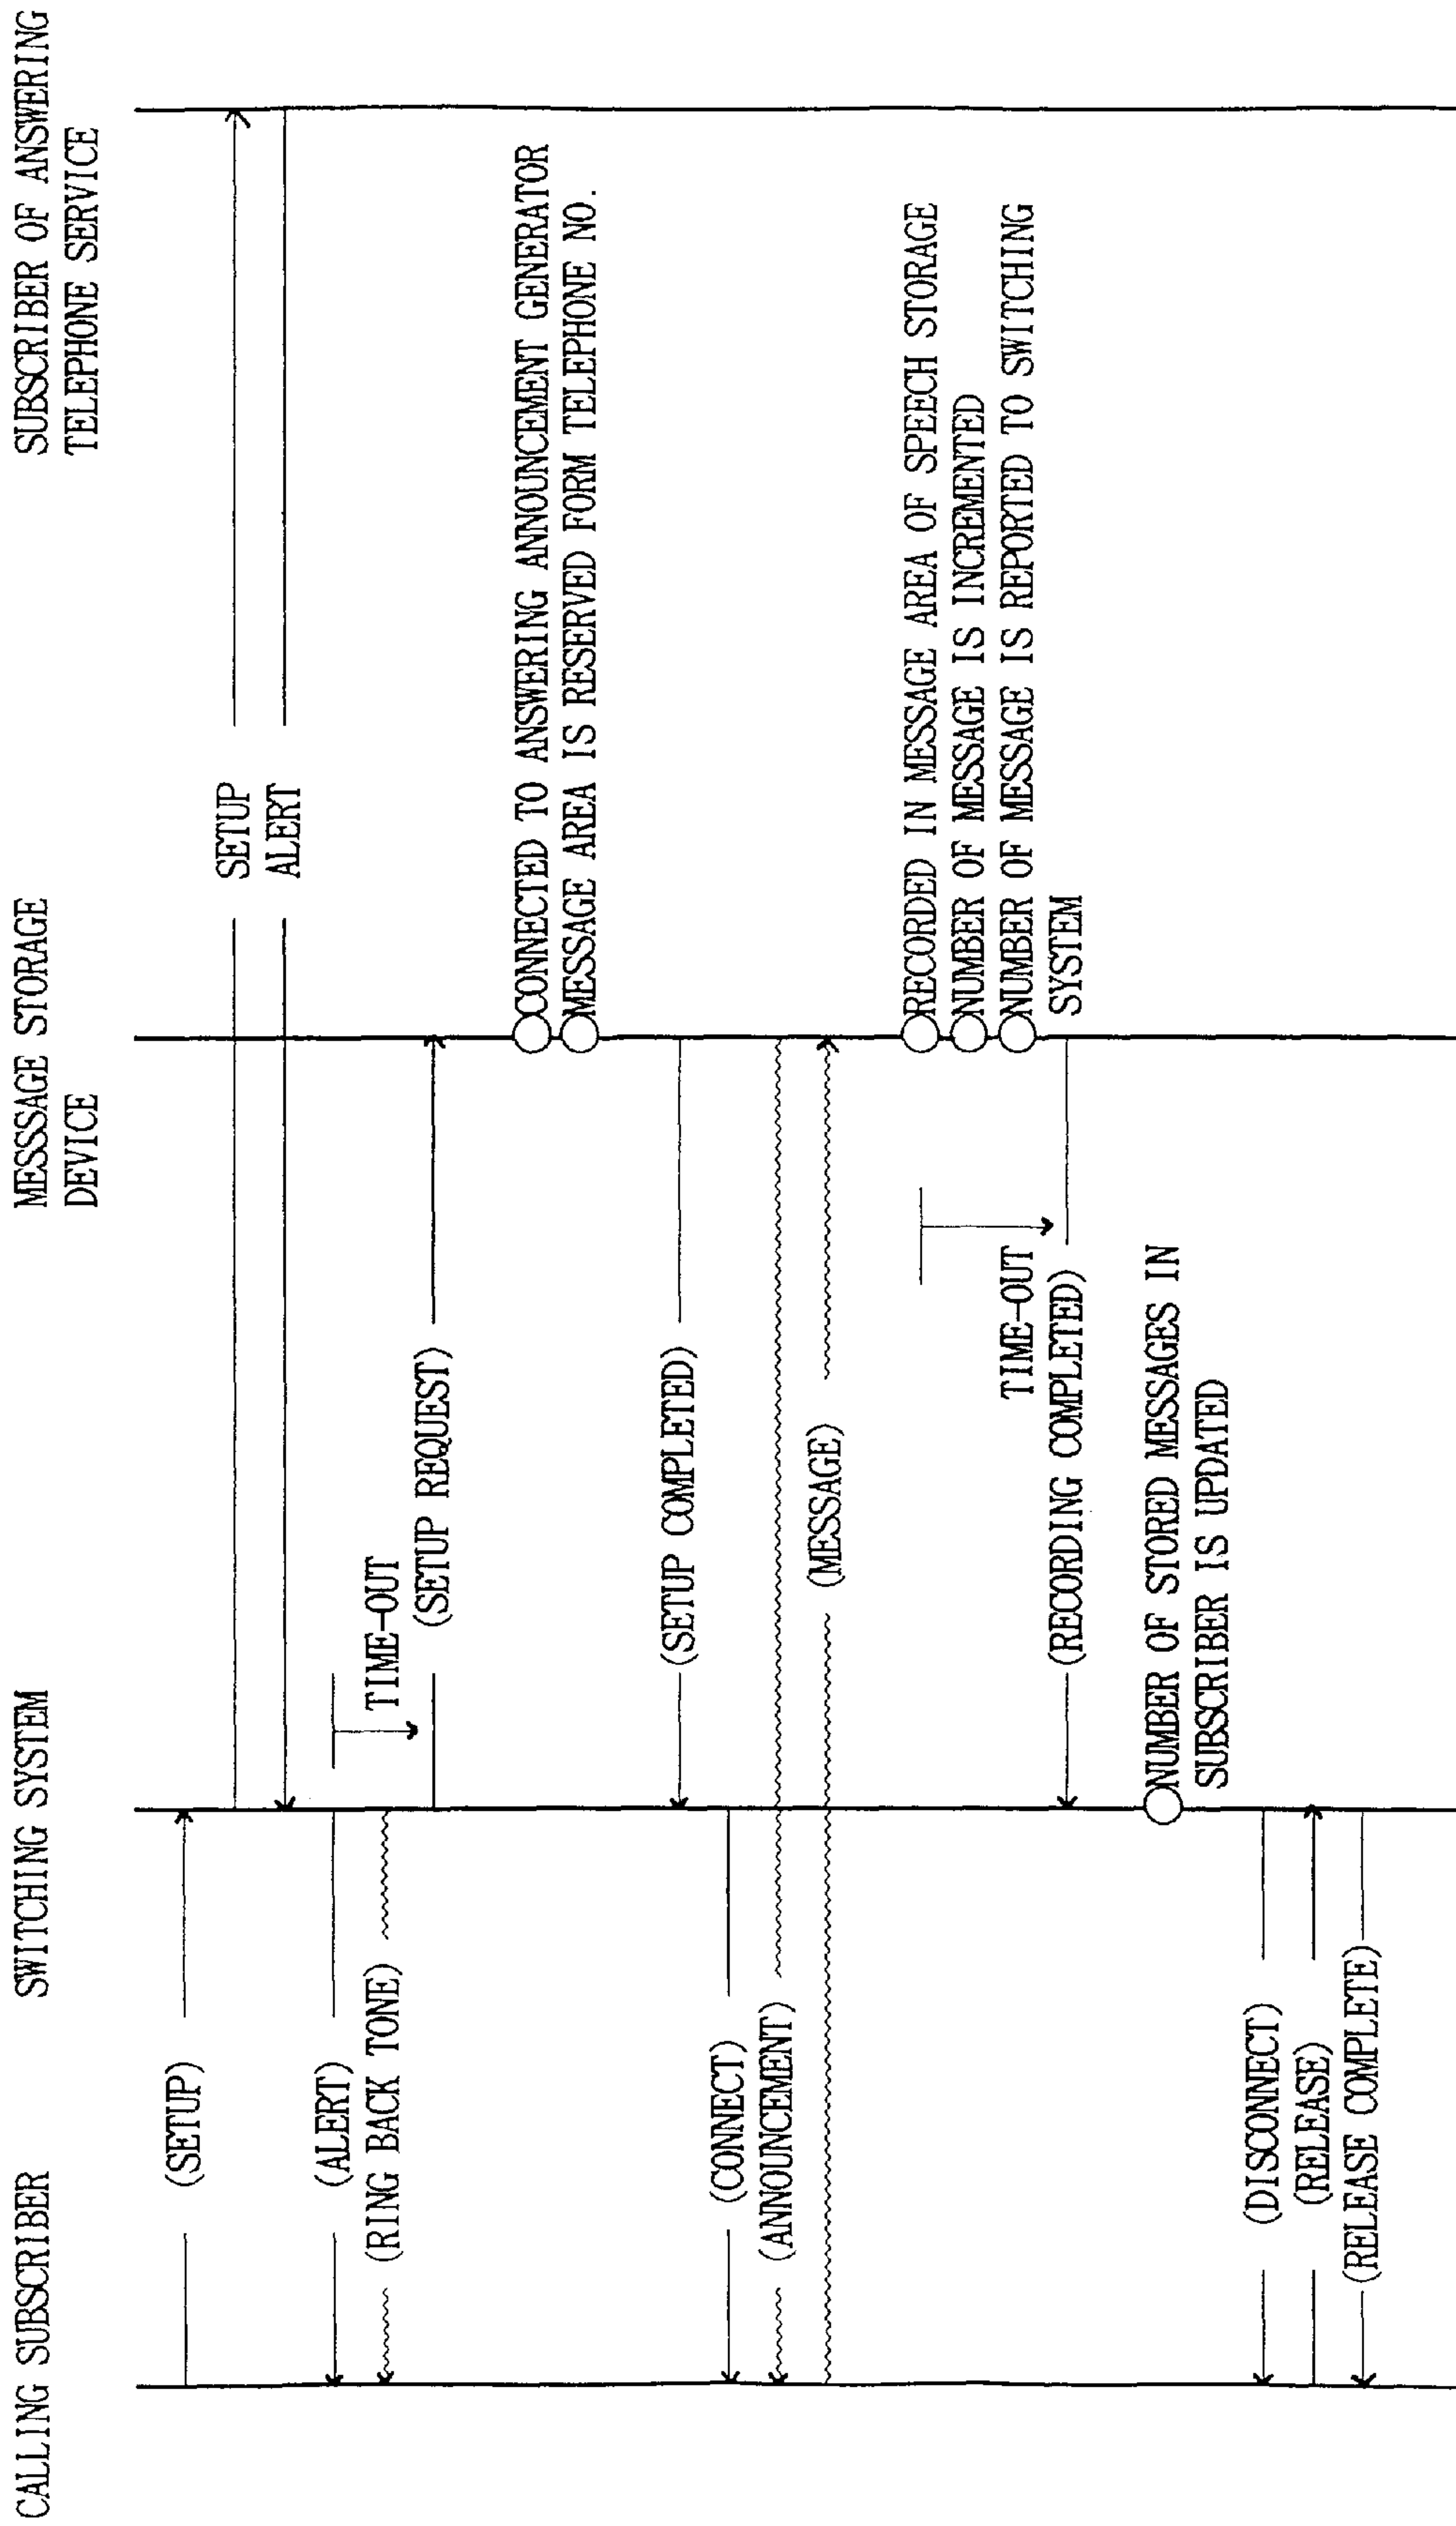 CALLING SUBSCRIBER
SWITCHING SYSTEM
MESSSAGE STORAGE
DEVICE
SUBSCRIBER OF ANSWERING
TELEPHONE SERVICE
(SETUP)
SETUP
ALERT
(ALERT)
TIME-OUT
(RING BACK TONE)
(SETUP REQUEST)
CONNECTED TO ANSWERING ANNOUNCEMENT GENERATOR
MESSAGE AREA IS RESERVED FORM TELEPHONE NO.
(SETUP COMPLETED)
(CONNECT)
(ANNOUNCEMENT)
(MESSAGE)
RECORDED IN MESSAGE AREA OF SPEECH STORAGE
NUMBER OF MESSAGE IS INCREMENTED
NUMBER OF MESSAGE IS REPORTED TO SWITCHING
SYSTEM
TIME-OUT
(RECORDING COMPLETED)
NUMBER OF STORED MESSAGES IN
SUBSCRIBER IS UPDATED
(DISCONNECT)
(RELEASE)
(RELEASE COMPLETE)